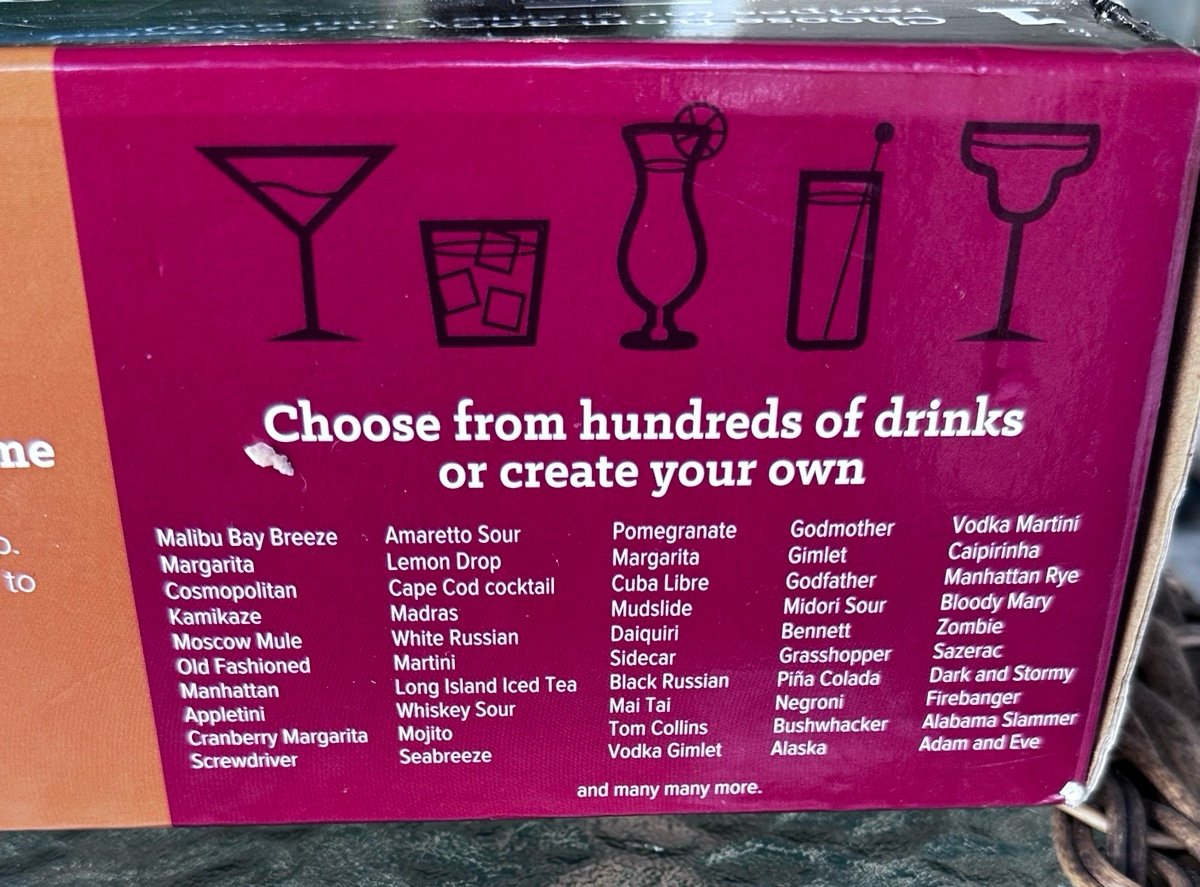 Choose
1
me
o.
to
Choose from hundreds of drinks
or create your own
Malibu Bay Breeze
Margarita
Cosmopolitan
Kamikaze
Moscow Mule
Old Fashioned
Manhattan
Appletini
Cranberry Margarita
Screwdriver
Amaretto Sour
Lemon Drop
Cape Cod cocktail
Madras
White Russian
Martini
Long Island Iced Tea
Whiskey Sour
Mojito
Seabreeze
Pomegranate
Margarita
Cuba Libre
Mudslide
Daiquiri
Sidecar
Black Russian
Mai Tai
Tom Collins
Vodka Gimlet
Godmother
Gimlet
Godfather
Midori Sour
Bennett
Grasshopper
Piña Colada
Negroni
Bushwhacker
Alaska
Vodka Martini
Caipirinha
Manhattan Rye
Bloody Mary
Zombie
Sazerac
Dark and Stormy
Firebanger
Alabama Slammer
Adam and Eve
and many many more.